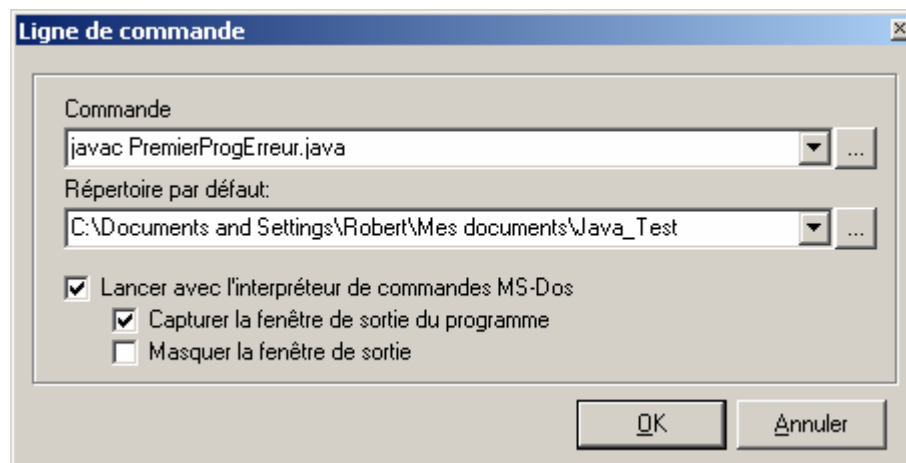 Ligne de commande
Commande
javac PremierProgErreur.java
...
Répertoire par défaut:
C:\Documents and Settings\Robert\Mes documents\Java_Test
...
Lancer avec l'interpréteur de commandes MS-Dos
Capturer la fenêtre de sortie du programme
Masquer la fenêtre de sortie
OK
Annuler